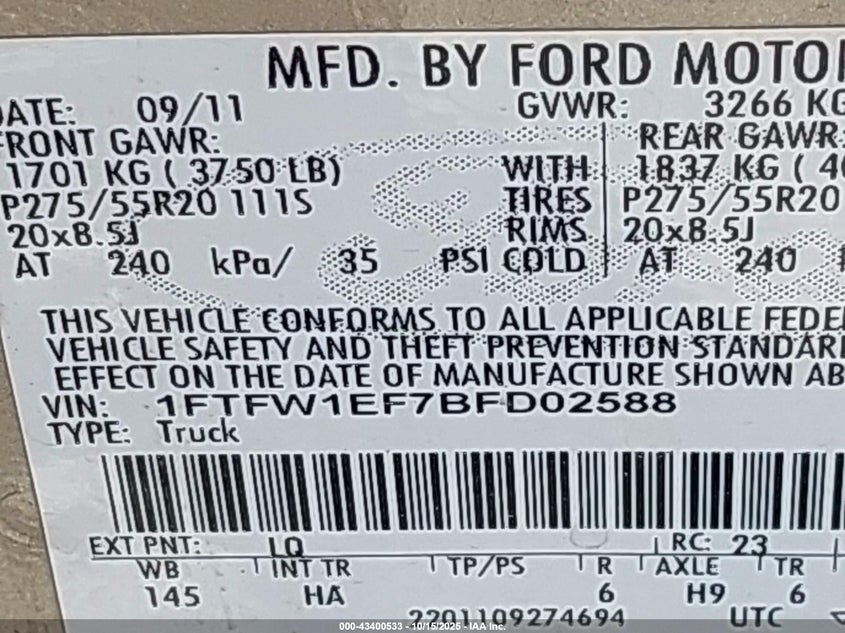 MFD. BY FORD MOTOR
DATE: 09/11 GVWR: 3266 KG
FRONT GAWR: REAR GAWR:
1701 KG ( 3750 LB) WITH 1837 KG ( 40
P275/55R20 111S TIRES P275/55R20
20x8.5J RIMS 20x8.5J
AT 240 kPa/ 35 PSI COLD AT 240
THIS VEHICLE CONFORMS TO ALL APPLICABLE FEDE
VEHICLE SAFETY AND THEFT PREVENTION STANDAR
EFFECT ON THE DATE OF MANUFACTURE SHOWN AB
VIN: 1FTFW1EF7BFD02588
TYPE: Truck
EXT PNT: LQ RC: 23
WB INT TR TP/PS R AXLE TR
145 HA 6 H9 6
2201109274694 UTC
000-43400533 - 10/15/2025 - IAA Inc.